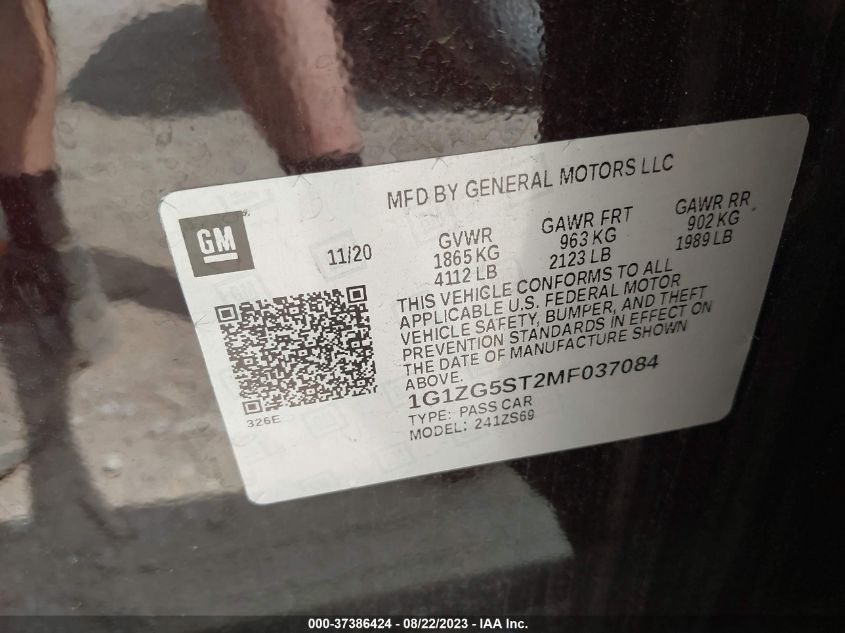 MFD BY GENERAL MOTORS LLC
GM
11/20
GVWR
1865 KG
4112 LB
GAWR FRT
963 KG
2123 LB
GAWR RR
902 KG
1989 LB
THIS VEHICLE CONFORMS TO ALL
APPLICABLE U.S. FEDERAL MOTOR
VEHICLE SAFETY, BUMPER, AND THEFT
PREVENTION STANDARDS IN EFFECT ON
THE DATE OF MANUFACTURE SHOWN
ABOVE.
1G1ZG5ST2MF037084
TYPE: PASS CAR
MODEL: 241ZS69
326E
000-37386424 - 08/22/2023 - IAA Inc.